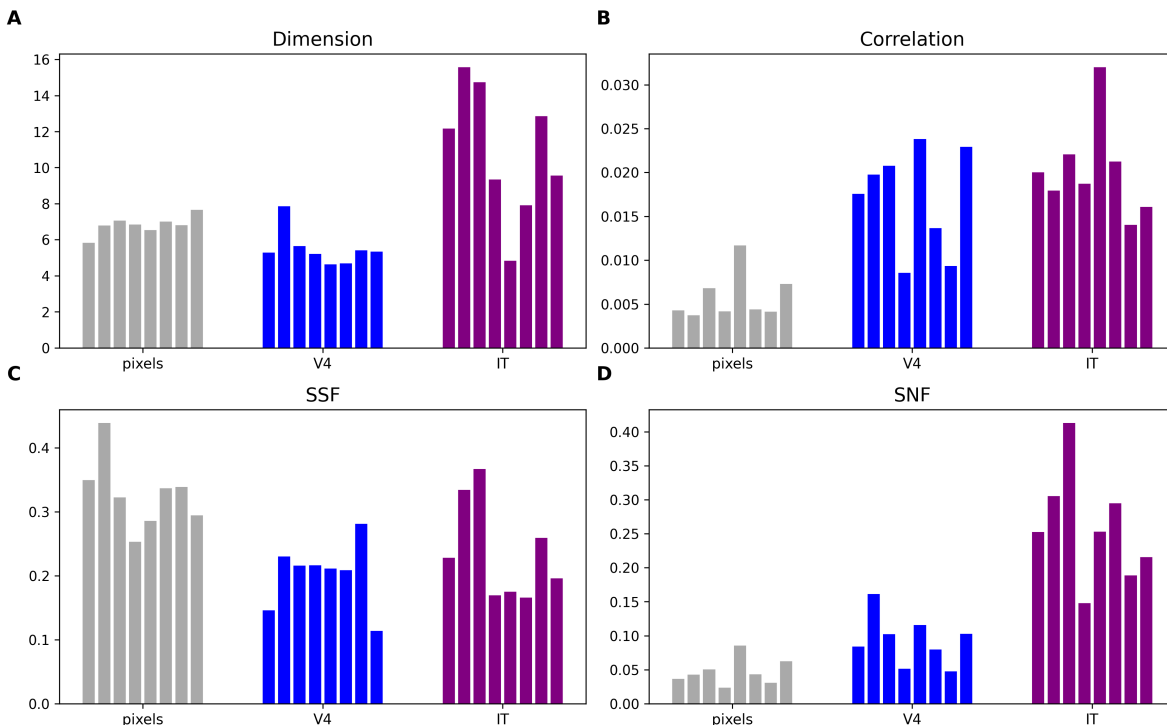 A
Dimension
16
14
12
10
8
6
4
2
0
pixels
V4
IT
B
Correlation
0.030
0.025
0.020
0.015
0.010
0.005
0.000
pixels
V4
IT
C
SSF
0.4
0.3
0.2
0.1
0.0
pixels
V4
IT
D
SNF
0.40
0.35
0.30
0.25
0.20
0.15
0.10
0.05
0.00
pixels
V4
IT